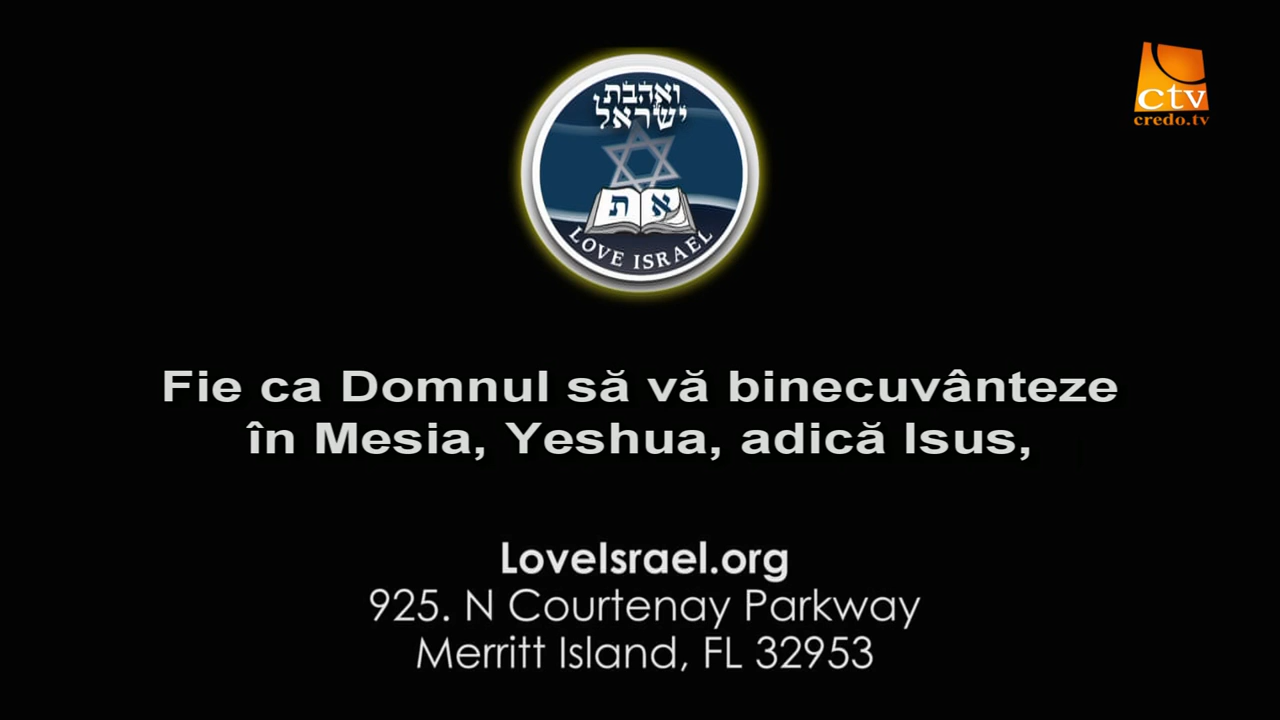 ctv
credo.tv
ואהבת
ישראל
ת א
LOVE ISRAEL
Fie ca Domnul să vă binecuvânteze
în Mesia, Yeshua, adică Isus,
LoveIsrael.org
925. N Courtenay Parkway
Merritt Island, FL 32953